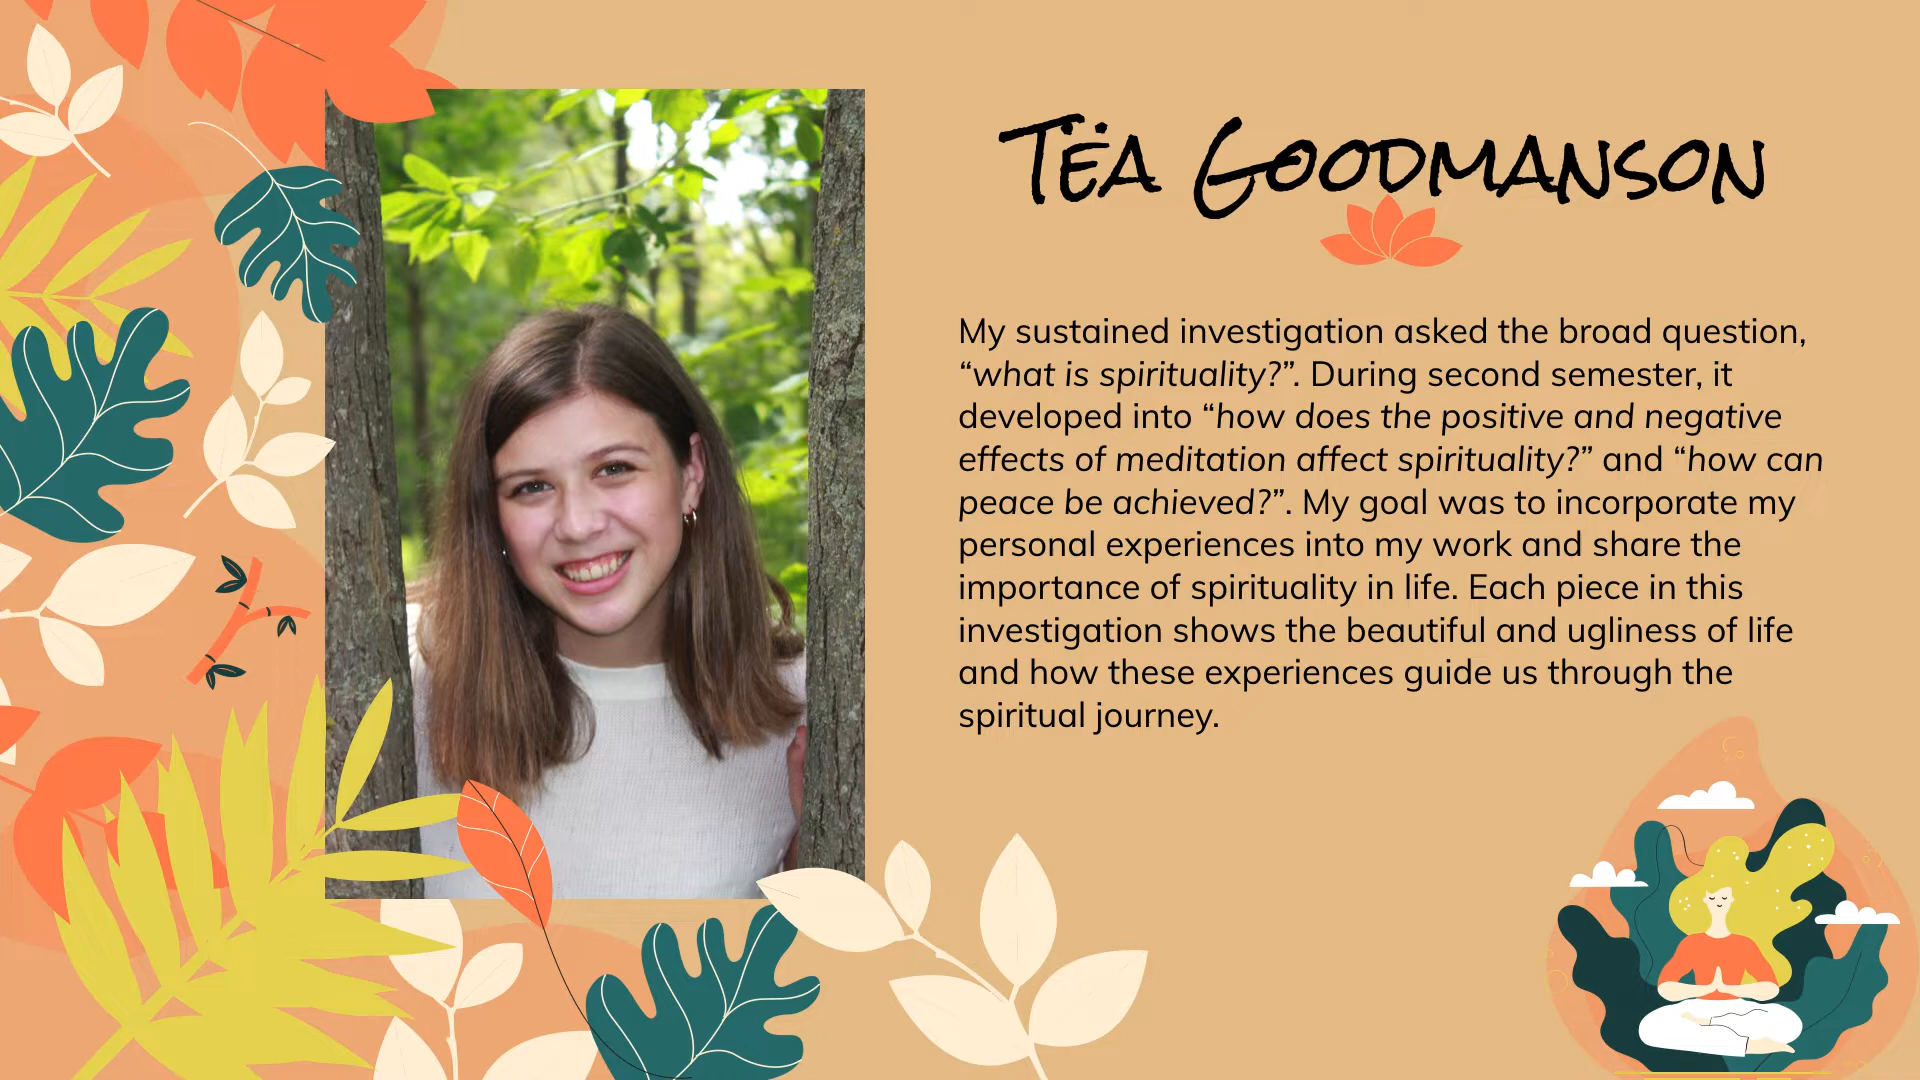 Tëa Goodmanson
My sustained investigation asked the broad question,
“what is spirituality?”. During second semester, it
developed into “how does the positive and negative
effects of meditation affect spirituality?” and “how can
peace be achieved?”. My goal was to incorporate my
personal experiences into my work and share the
importance of spirituality in life. Each piece in this
investigation shows the beautiful and ugliness of life
and how these experiences guide us through the
spiritual journey.